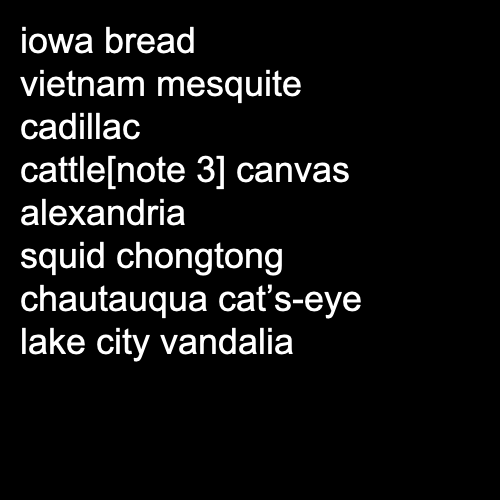 iowa bread
vietnam mesquite
cadillac
cattle[note 3] canvas
alexandria
squid chongtong
chautauqua cat’s-eye
lake city vandalia